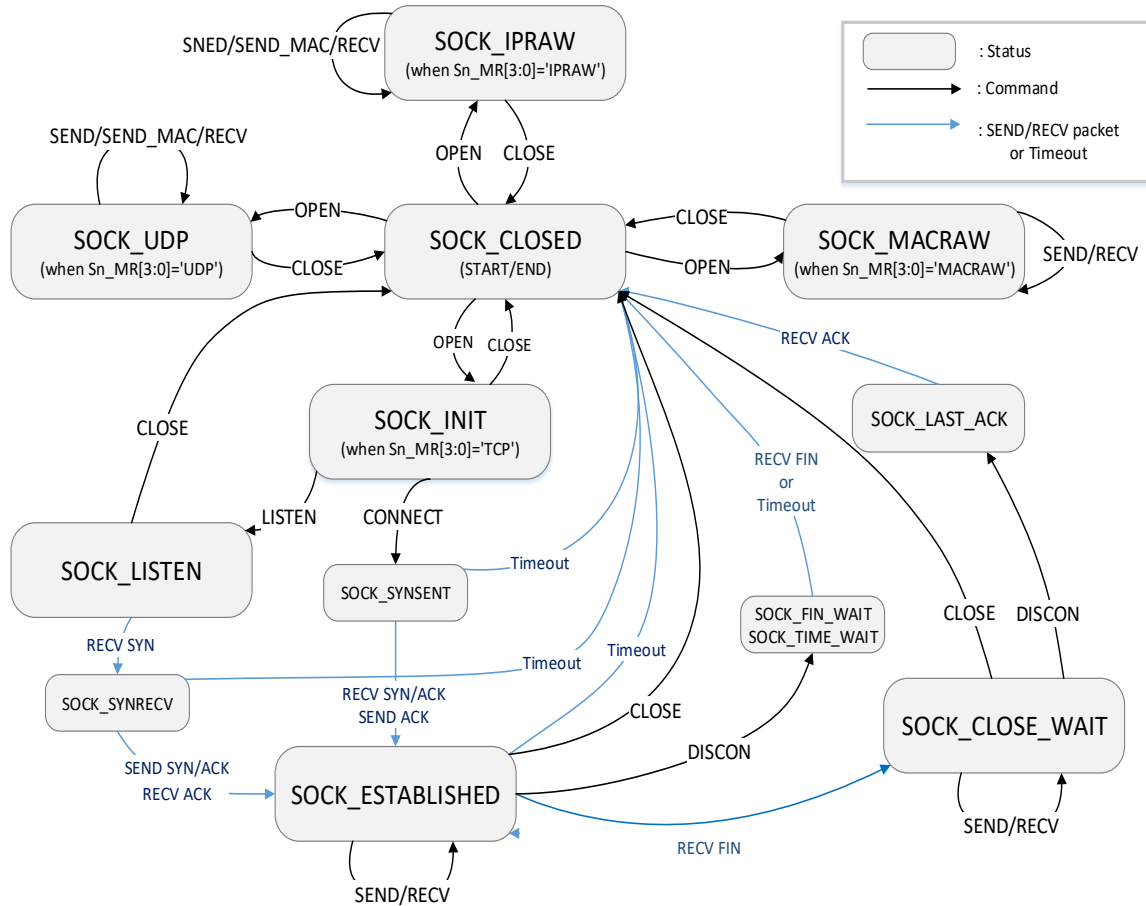 SNED/SEND_MAC/RECV
SOCK_IPRAW
(when Sn_MR[3:0]='IPRAW')
: Status
: Command
: SEND/RECV packet
or Timeout
SEND/SEND_MAC/RECV
OPEN
CLOSE
OPEN
CLOSE
SOCK_UDP
(when Sn_MR[3:0]='UDP')
CLOSE
SOCK_CLOSED
(START/END)
OPEN
SOCK_MACRAW
(when Sn_MR[3:0]='MACRAW')
SEND/RECV
OPEN
CLOSE
RECV ACK
SOCK_INIT
(when Sn_MR[3:0]='TCP')
SOCK_LAST_ACK
CLOSE
RECV FIN
or
Timeout
LISTEN
CONNECT
SOCK_LISTEN
Timeout
SOCK_SYNSENT
SOCK_FIN_WAIT
SOCK_TIME_WAIT
CLOSE
DISCON
RECV SYN
Timeout
Timeout
SOCK_SYNRECV
RECV SYN/ACK
SEND ACK
CLOSE
SOCK_CLOSE_WAIT
DISCON
SEND SYN/ACK
RECV ACK
SOCK_ESTABLISHED
SEND/RECV
RECV FIN
SEND/RECV